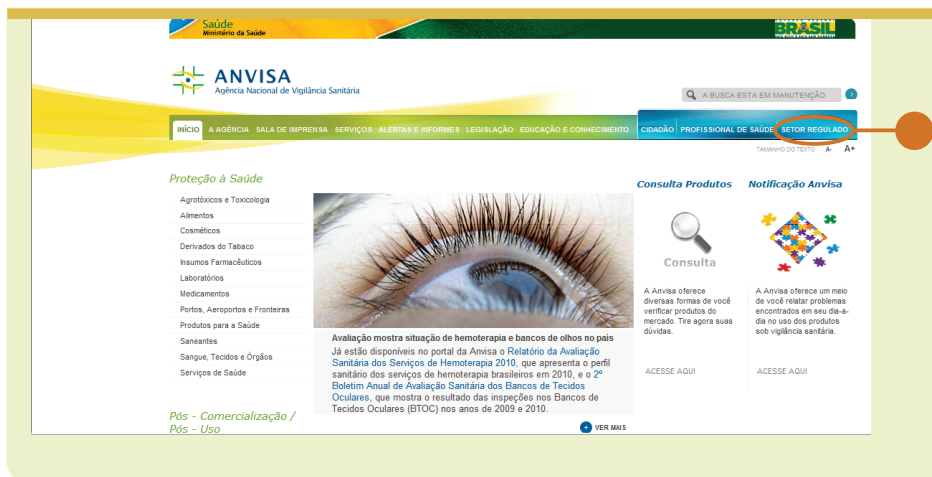 Saúde
Ministério da Saúde
BRASIL
ANVISA
Agência Nacional de Vigilância Sanitária
A BUSCA ESTA EM MANUTENÇÃO
INÍCIO A AGÊNCIA SALA DE IMPRENSA SERVIÇOS ALERTAS E INFORMES LEGISLAÇÃO EDUCAÇÃO E CONHECIMENTO CIDADÃO PROFISSIONAL DE SAÚDE SETOR REGULADO
TAMANHO DO TEXTO A- A+
Proteção à Saúde
Agrotóxicos e Toxicologia
Alimentos
Cosméticos
Derivados do Tabaco
Insumos Farmacêuticos
Laboratórios
Medicamentos
Portos, Aeroportos e Fronteiras
Produtos para a Saúde
Saneantes
Sangue, Tecidos e Órgãos
Serviços de Saúde
Pós - Comercialização /
Pós - Uso
Avaliação mostra situação de hemoterapia e bancos de olhos no país
Já estão disponíveis no portal da Anvisa o Relatório da Avaliação
Sanitária dos Serviços de Hemoterapia 2010, que apresenta o perfil
sanitário dos serviços de hemoterapia brasileiros em 2010, e o 2º
Boletim Anual de Avaliação Sanitária dos Bancos de Tecidos
Oculares, que mostra o resultado das inspeções nos Bancos de
Tecidos Oculares (BTOC) nos anos de 2009 e 2010.
VER MAIS
Consulta Produtos
Consulta
A Anvisa oferece
diversas formas de você
verificar produtos do
mercado. Tire agora suas
dúvidas.
ACESSE AQUI
Notificação Anvisa
A Anvisa oferece um meio
de você relatar problemas
encontrados em seu dia-a-
dia no uso dos produtos
sob vigilância sanitária.
ACESSE AQUI